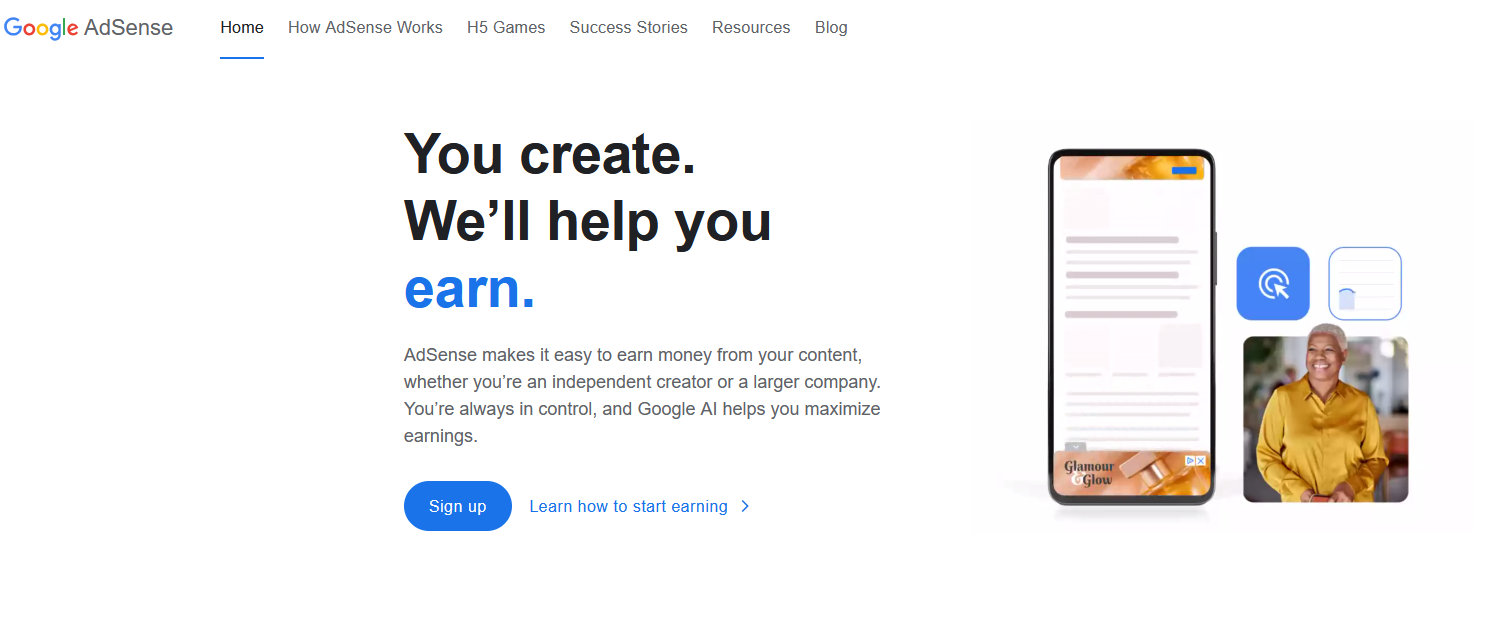 Google AdSense Home How AdSense Works H5 Games Success Stories Resources Blog
You create.
We’ll help you
earn.
AdSense makes it easy to earn money from your content,
whether you’re an independent creator or a larger company.
You’re always in control, and Google AI helps you maximize
earnings.
Sign up Learn how to start earning
Glamour
& Glow